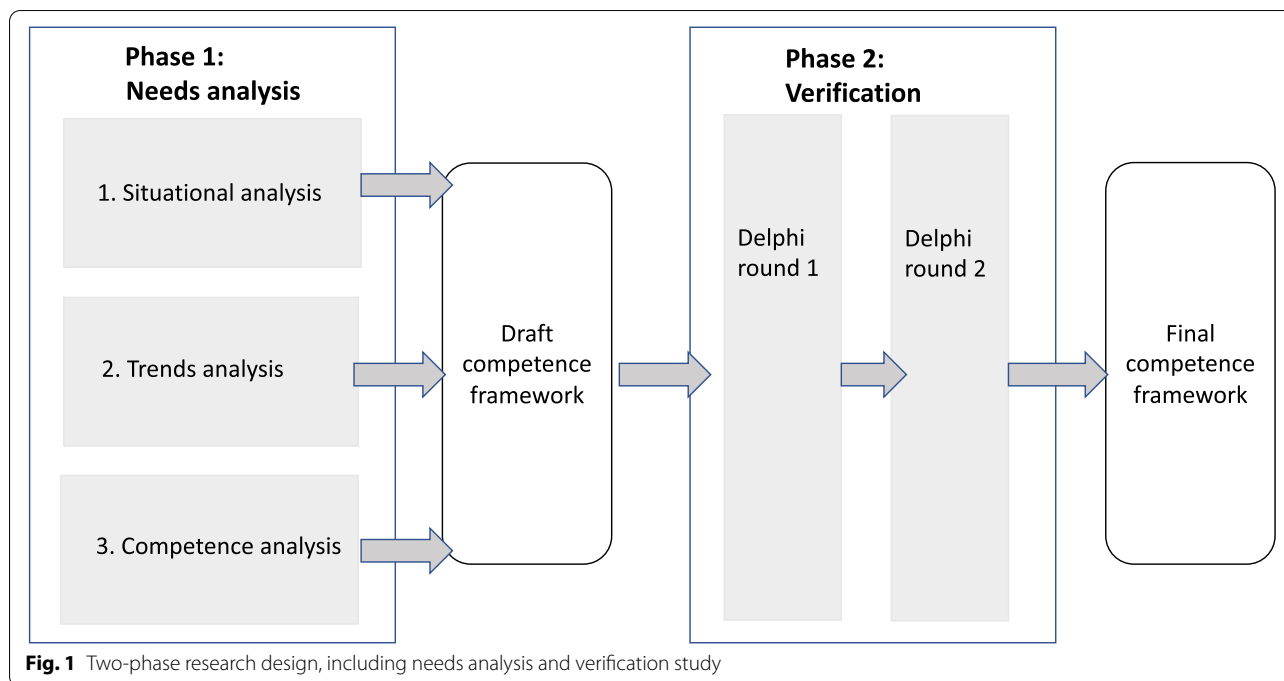 Phase 1:
Needs analysis
1. Situational analysis
2. Trends analysis
3. Competence analysis
Draft
competence
framework
Phase 2:
Verification
Delphi
round 1
Delphi
round 2
Final
competence
framework
Fig. 1 Two-phase research design, including needs analysis and verification study